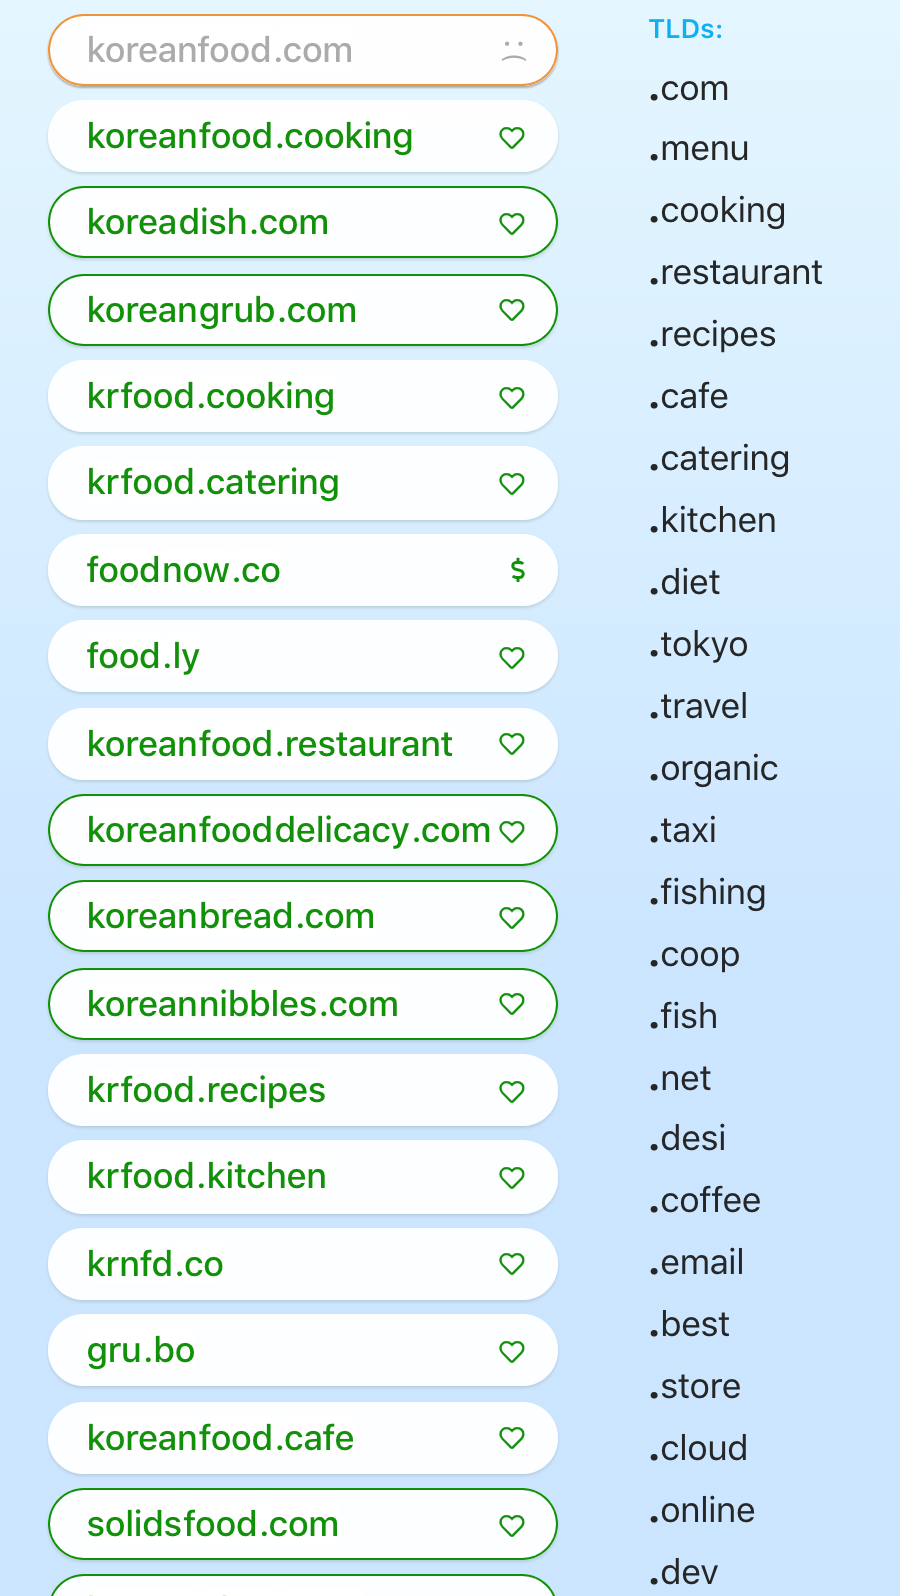 koreanfood.com
koreanfood.cooking
koreadish.com
koreangrub.com
krfood.cooking
krfood.catering
foodnow.co $
food.ly
koreanfood.restaurant
koreanfooddelicacy.com
koreanbread.com
koreannibbles.com
krfood.recipes
krfood.kitchen
krnfd.co
gru.bo
koreanfood.cafe
solidsfood.com
TLDs:
.com
.menu
.cooking
.restaurant
.recipes
.cafe
.catering
.kitchen
.diet
.tokyo
.travel
.organic
.taxi
.fishing
.coop
.fish
.net
.desi
.coffee
.email
.best
.store
.cloud
.online
.dev